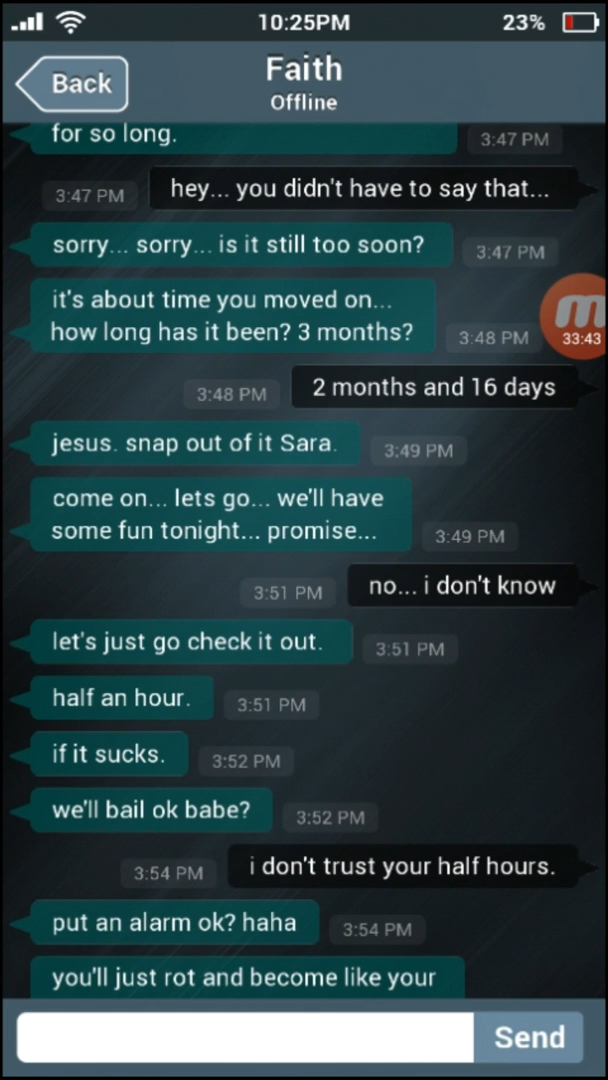 10:25PM
23%
Back
Faith
Offline
for so long.
3:47 PM
3:47 PM
hey... you didn't have to say that...
sorry... sorry... is it still too soon?
3:47 PM
it's about time you moved on...
how long has it been? 3 months?
3:48 PM
m
33:43
3:48 PM
2 months and 16 days
jesus. snap out of it Sara.
3:49 PM
come on... lets go... we'll have
some fun tonight... promise...
3:49 PM
3:51 PM
no... i don't know
let's just go check it out.
3:51 PM
half an hour.
3:51 PM
if it sucks.
3:52 PM
we'll bail ok babe?
3:52 PM
3:54 PM
i don't trust your half hours.
put an alarm ok? haha
3:54 PM
you'll just rot and become like your
Send